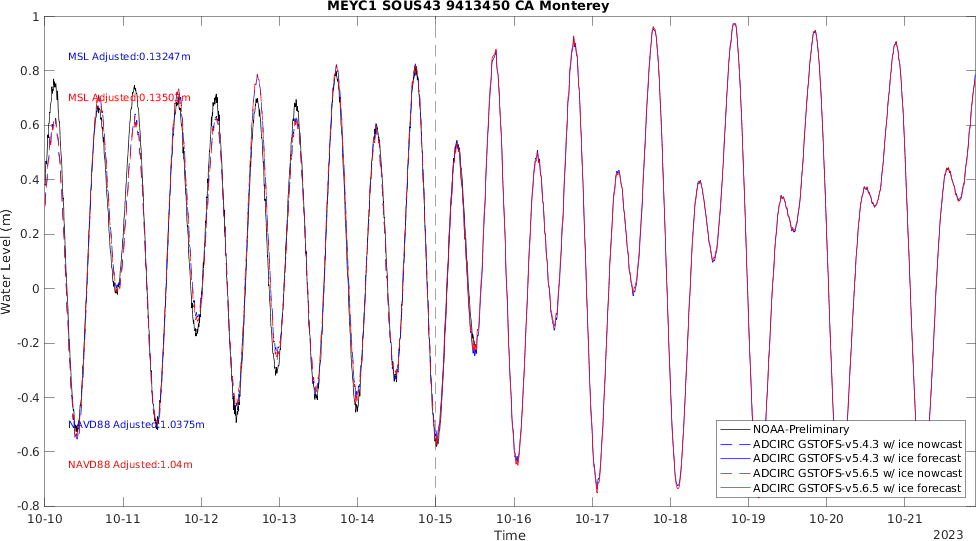 MEYC1 SOUS43 9413450 CA Monterey
1
0.8
0.6
0.4
0.2
0
-0.2
-0.4
-0.6
-0.8
Water Level (m)
MSL Adjusted:0.13247m
MSL Adjusted:
NAVD88 Adjusted:1.0375m
NAVD88 Adjusted:1.04m
NOAA-Preliminary
ADCIRC GSTOFS-v5.4.3 w/ ice nowcast
ADCIRC GSTOFS-v5.4.3 w/ ice forecast
ADCIRC GSTOFS-v5.6.5 w/ ice nowcast
ADCIRC GSTOFS-v5.6.5 w/ ice forecast
10-10 10-11 10-12 10-13 10-14 10-15 10-16 10-17 10-18 10-19 10-20 10-21
Time
2023